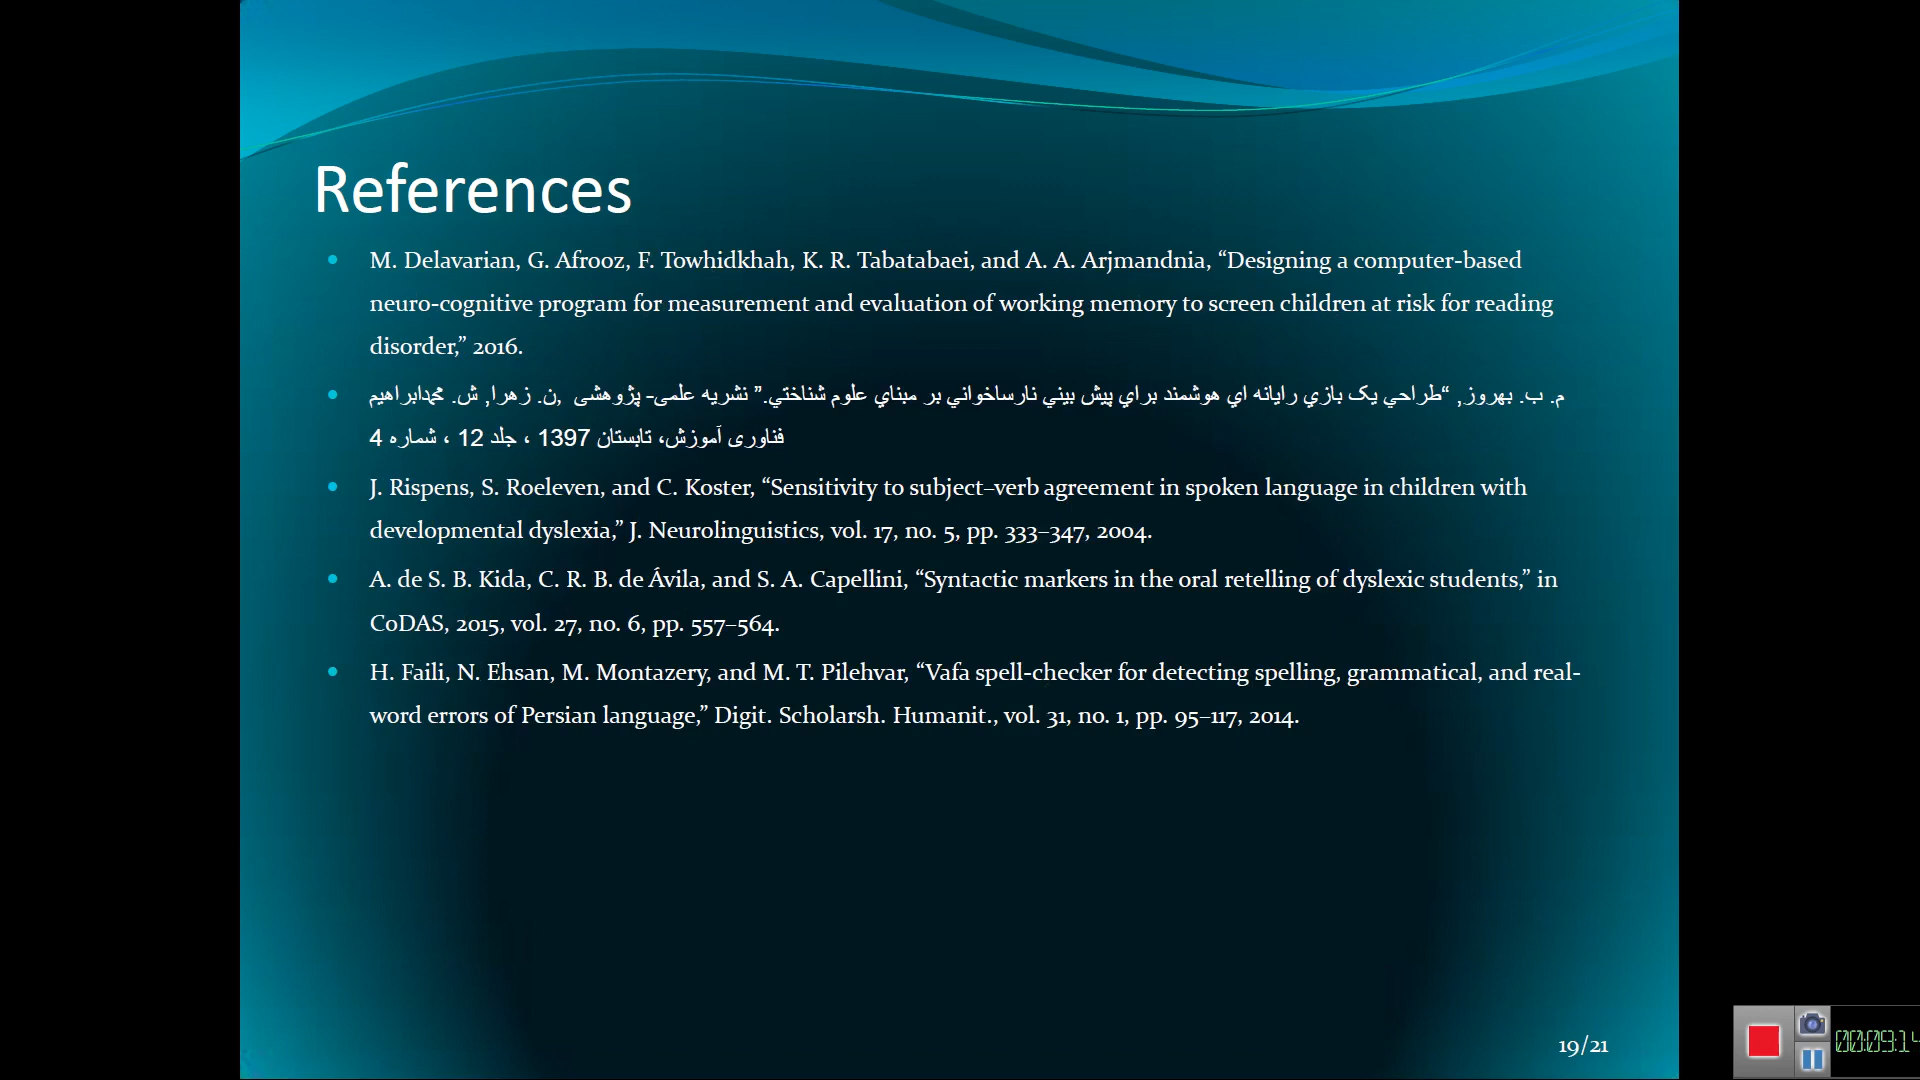 References
M. Delavarian, G. Afrooz, F. Towhidkhah, K. R. Tabatabaei, and A. A. Arjmandnia, “Designing a computer-based
neuro-cognitive program for measurement and evaluation of working memory to screen children at risk for reading
disorder,” 2016.
محمدابراهيم .ش ,زهرا .ن, م. ب. بهروز, “طراحي يک بازي رايانه اي هوشمند براي پيش بيني نارساخواني بر مبناي علوم شناختي.” نشریه علمی- پژوهشی
فناوری آموزش، تابستان 1397 ، جلد 12 ، شماره 4
J. Rispens, S. Roeleven, and C. Koster, “Sensitivity to subject–verb agreement in spoken language in children with
developmental dyslexia,” J. Neurolinguistics, vol. 17, no. 5, pp. 333–347, 2004.
A. de S. B. Kida, C. R. B. de Ávila, and S. A. Capellini, “Syntactic markers in the oral retelling of dyslexic students,” in
CoDAS, 2015, vol. 27, no. 6, pp. 557–564.
H. Faili, N. Ehsan, M. Montazery, and M. T. Pilehvar, “Vafa spell-checker for detecting spelling, grammatical, and real-
word errors of Persian language,” Digit. Scholarsh. Humanit., vol. 31, no. 1, pp. 95–117, 2014.
19/21